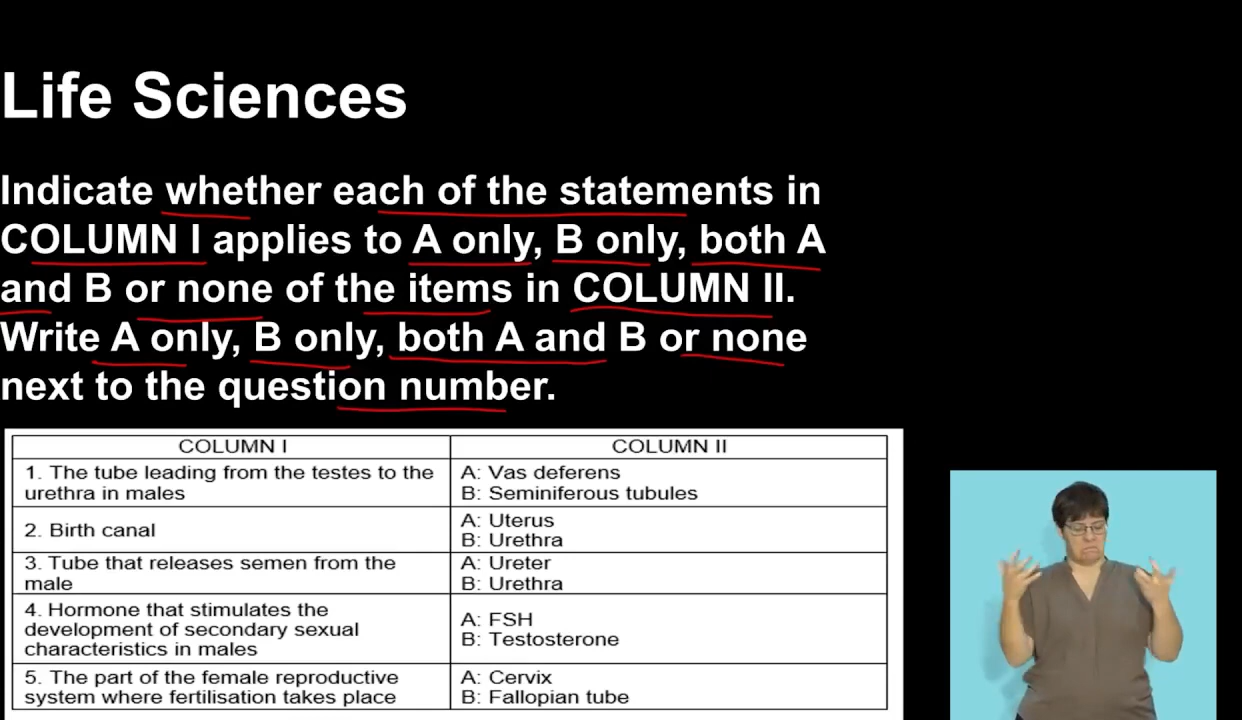 Life Sciences
Indicate whether each of the statements in
COLUMN I applies to A only, B only, both A
and B or none of the items in COLUMN II.
Write A only, B only, both A and B or none
next to the question number.
COLUMN I
COLUMN II
1. The tube leading from the testes to the
urethra in males
A: Vas deferens
B: Seminiferous tubules
2. Birth canal
A: Uterus
B: Urethra
3. Tube that releases semen from the
male
A: Ureter
B: Urethra
4. Hormone that stimulates the
development of secondary sexual
characteristics in males
A: FSH
B: Testosterone
5. The part of the female reproductive
system where fertilisation takes place
A: Cervix
B: Fallopian tube